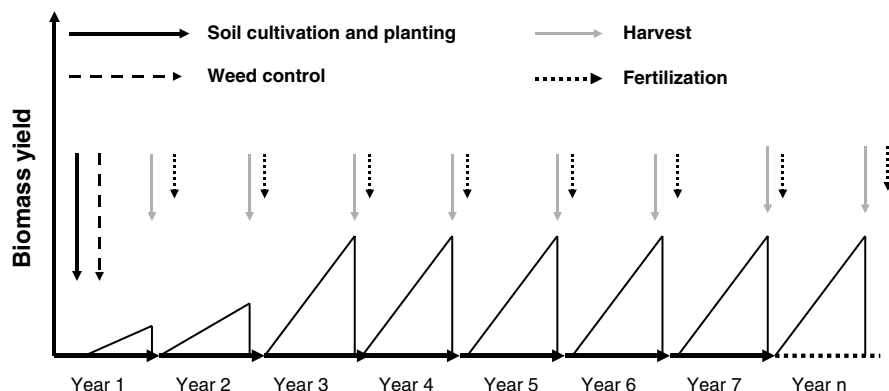 Soil cultivation and planting
Harvest
Weed control
Fertilization
Biomass yield
Year 1 Year 2 Year 3 Year 4 Year 5 Year 6 Year 7 Year n